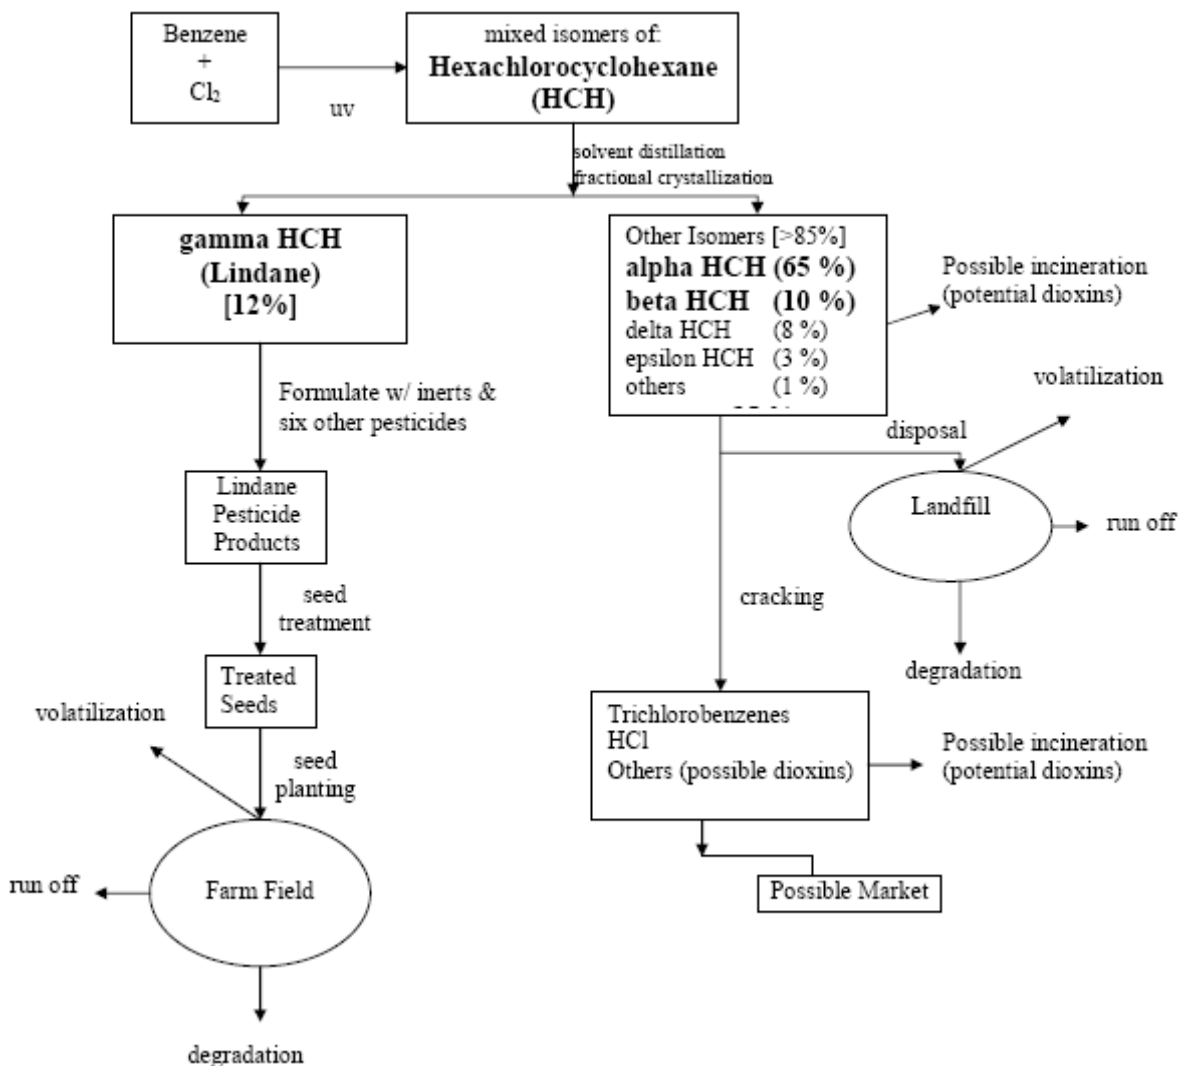 Benzene
+
Cl₂
uv
mixed isomers of:
Hexachlorocyclohexane
(HCH)
solvent distillation
fractional crystallization
gamma HCH
(Lindane)
[12%]
Other Isomers [>85%]
alpha HCH (65 %)
beta HCH (10 %)
delta HCH (8 %)
epsilon HCH (3 %)
others (1 %)
Possible incineration
(potential dioxins)
Formulate w/ inerts &
six other pesticides
Lindane
Pesticide
Products
seed
treatment
Treated
Seeds
volatilization
seed
planting
Farm Field
run off
degradation
disposal
volatilization
Landfill
run off
degradation
cracking
Trichlorobenzenes
HCl
Others (possible dioxins)
Possible incineration
(potential dioxins)
Possible Market